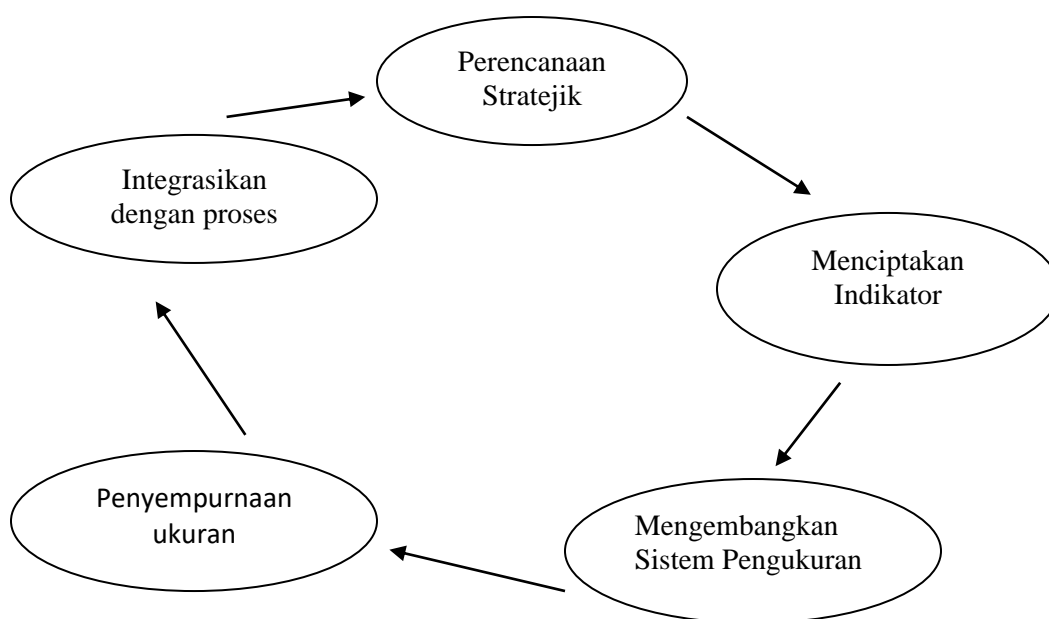 Perencanaan
Stratejik
Integrasikan
dengan proses
Menciptakan
Indikator
Penyempurnaan
ukuran
Mengembangkan
Sistem Pengukuran